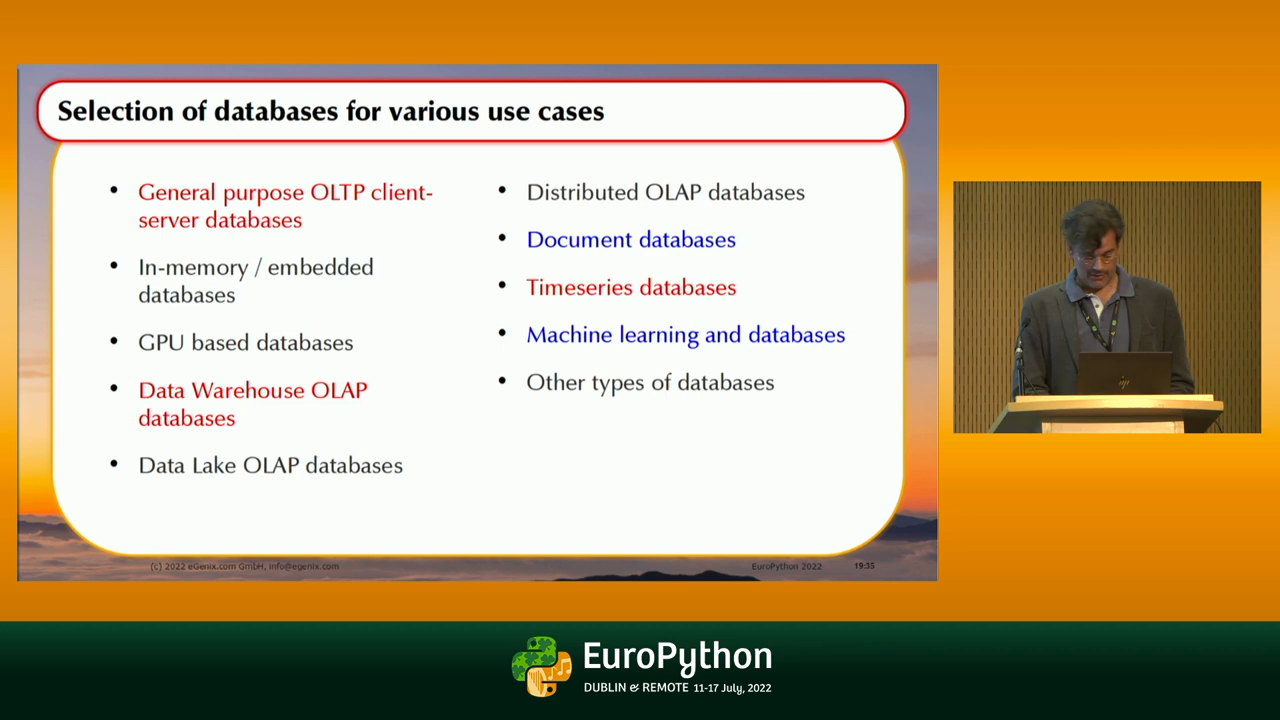 Selection of databases for various use cases
• General purpose OLTP client-
server databases
• In-memory / embedded
databases
• GPU based databases
• Data Warehouse OLAP
databases
• Data Lake OLAP databases
• Distributed OLAP databases
• Document databases
• Timeseries databases
• Machine learning and databases
• Other types of databases
(c) 2022 eGenix.com GmbH, info@egenix.com
EuroPython 2022
19:35
hp
EuroPython
DUBLIN & REMOTE 11-17 July, 2022